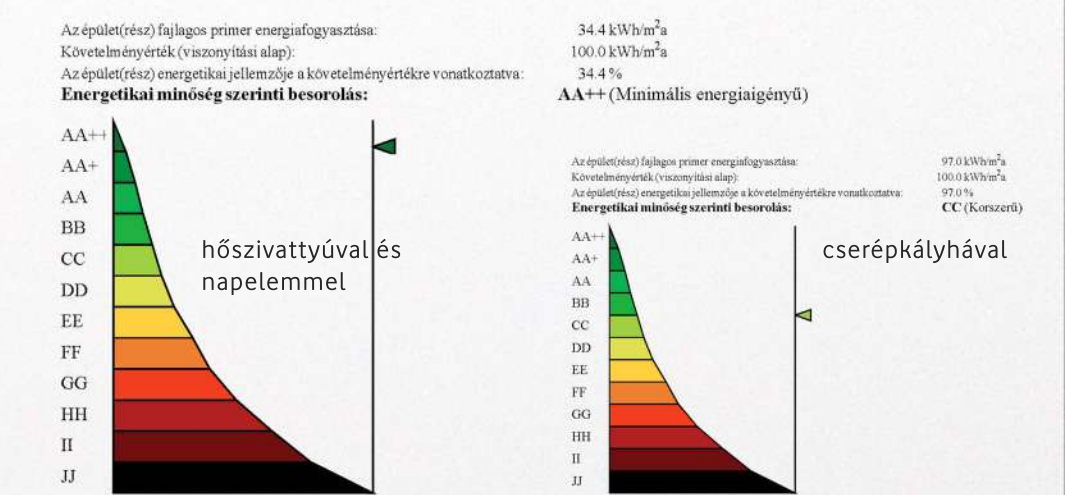 Az épület(rész) fajlagos primer energiafogyasztása: 34.4 kWh/m²a
Követelményérték (viszonyítási alap): 100.0 kWh/m²a
Az épület(rész) energetikai jellemzője a követelményértékre vonatkoztatva: 34.4 %
Energetikai minőség szerinti besorolás: AA++ (Minimális energiaigényű)
AA++
AA+
AA
BB
CC
DD
EE
FF
GG
HH
II
JJ
hőszivattyúval és
napelemmel
Az épület(rész) fajlagos primer energiafogyasztása: 97.0 kWh/m²a
Követelményérték (viszonyítási alap): 100.0 kWh/m²a
Az épület(rész) energetikai jellemzője a követelményértékre vonatkoztatva: 97.0 %
Energetikai minőség szerinti besorolás: CC (Korszerű)
AA++
AA+
AA
BB
CC
DD
EE
FF
GG
HH
II
JJ
cserépkályhával